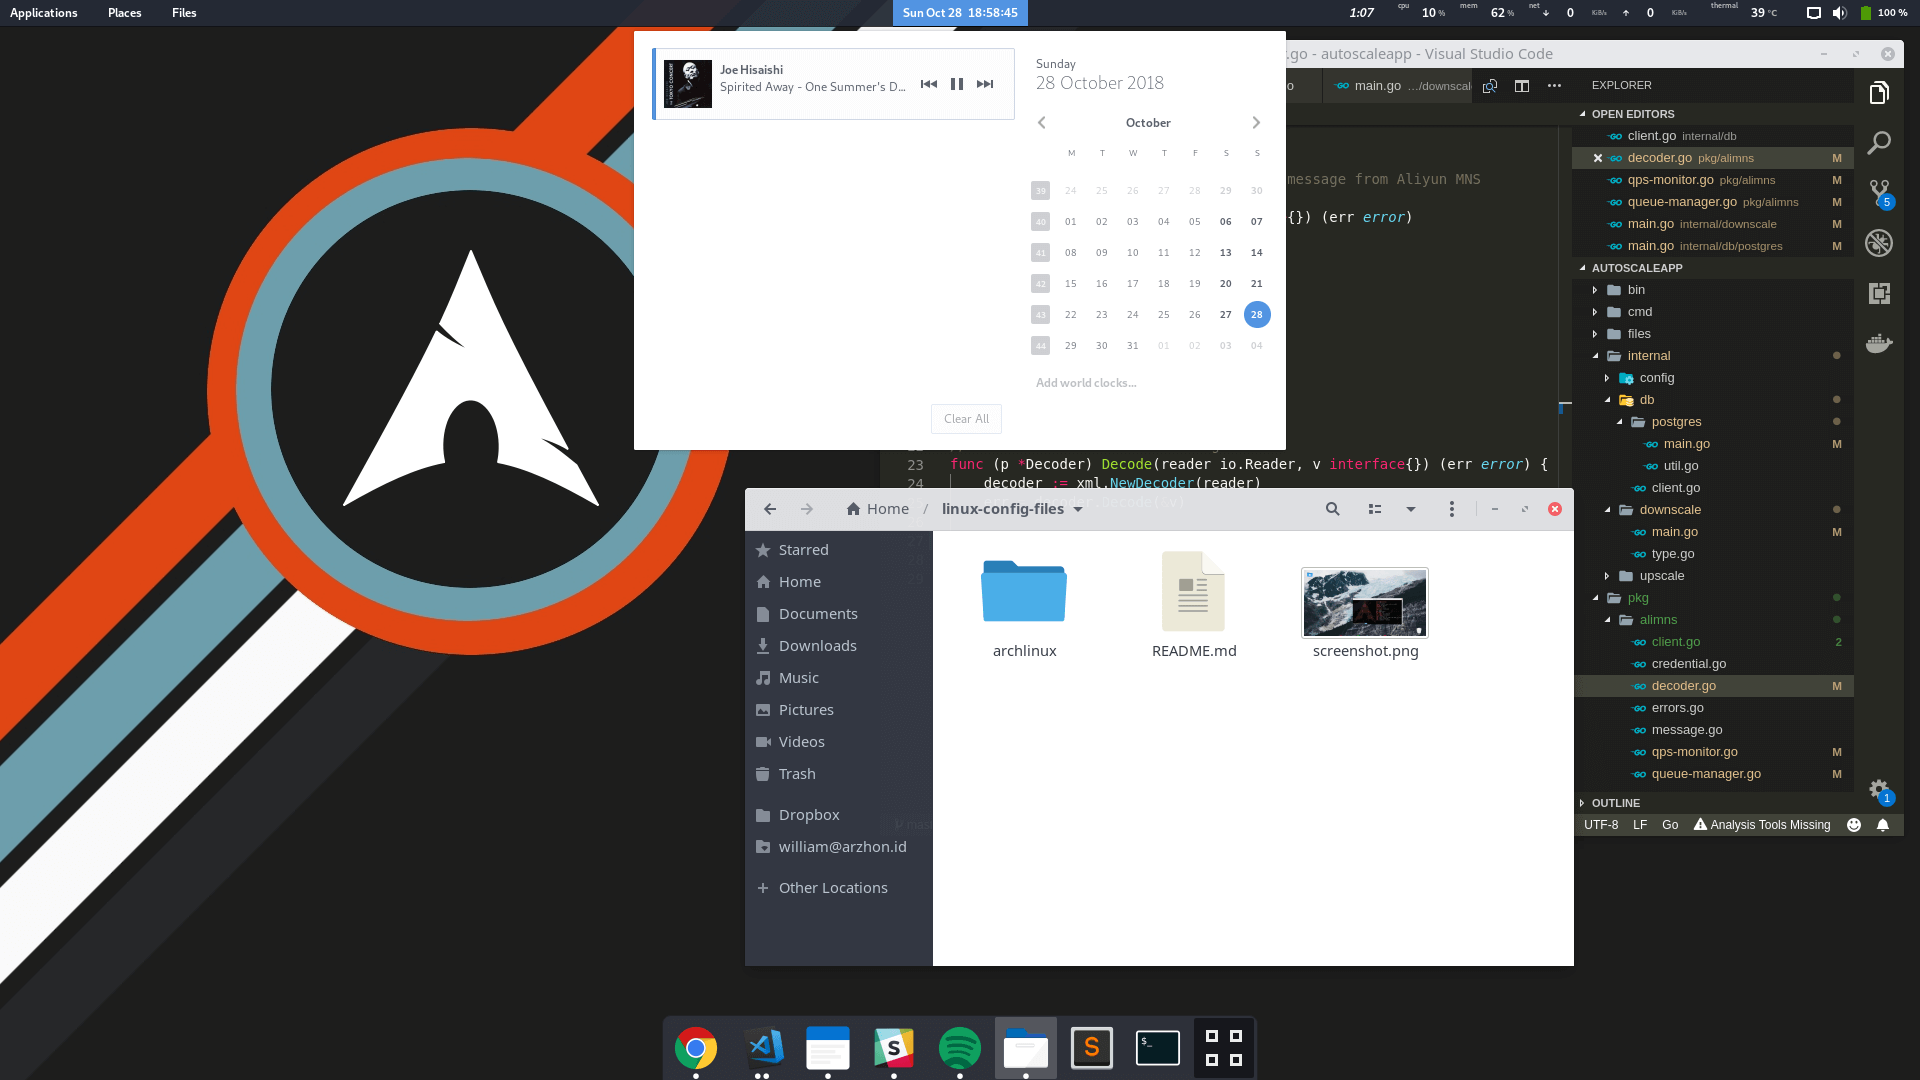 Applications Places Files
Sun Oct 28 18:58:45
1:07 cpu 10 % mem 62 % net ↓ 0 KiB/s ↑ 0 KiB/s thermal 39 °C 100 %
Joe Hisaishi
Spirited Away - One Summer's D...
Clear All
Sunday
28 October 2018
October
M T W T F S S
39 24 25 26 27 28 29 30
40 01 02 03 04 05 06 07
41 08 09 10 11 12 13 14
42 15 16 17 18 19 20 21
43 22 23 24 25 26 27 28
44 29 30 31 01 02 03 04
Add world clocks...
.go - autoscaleapp - Visual Studio Code
main.go …/downscal
message from Aliyun MNS
{}) (err error)
23 func (p *Decoder) Decode(reader io.Reader, v interface{}) (err error) {
24 decoder := xml.NewDecoder(reader)
EXPLORER
OPEN EDITORS
client.go internal/db
decoder.go pkg/alimns M
qps-monitor.go pkg/alimns M
queue-manager.go pkg/alimns M
main.go internal/downscale M
main.go internal/db/postgres M
AUTOSCALEAPP
bin
cmd
files
internal
config
db
postgres
main.go M
util.go
client.go
downscale
main.go M
type.go
upscale
pkg
alimns
client.go 2
credential.go
decoder.go M
errors.go
message.go
qps-monitor.go M
queue-manager.go M
OUTLINE
5
1
UTF-8 LF Go Analysis Tools Missing
Home / linux-config-files
Starred
Home
Documents
Downloads
Music
Pictures
Videos
Trash
Dropbox
william@arzhon.id
Other Locations
archlinux
README.md
screenshot.png
S
S
$_